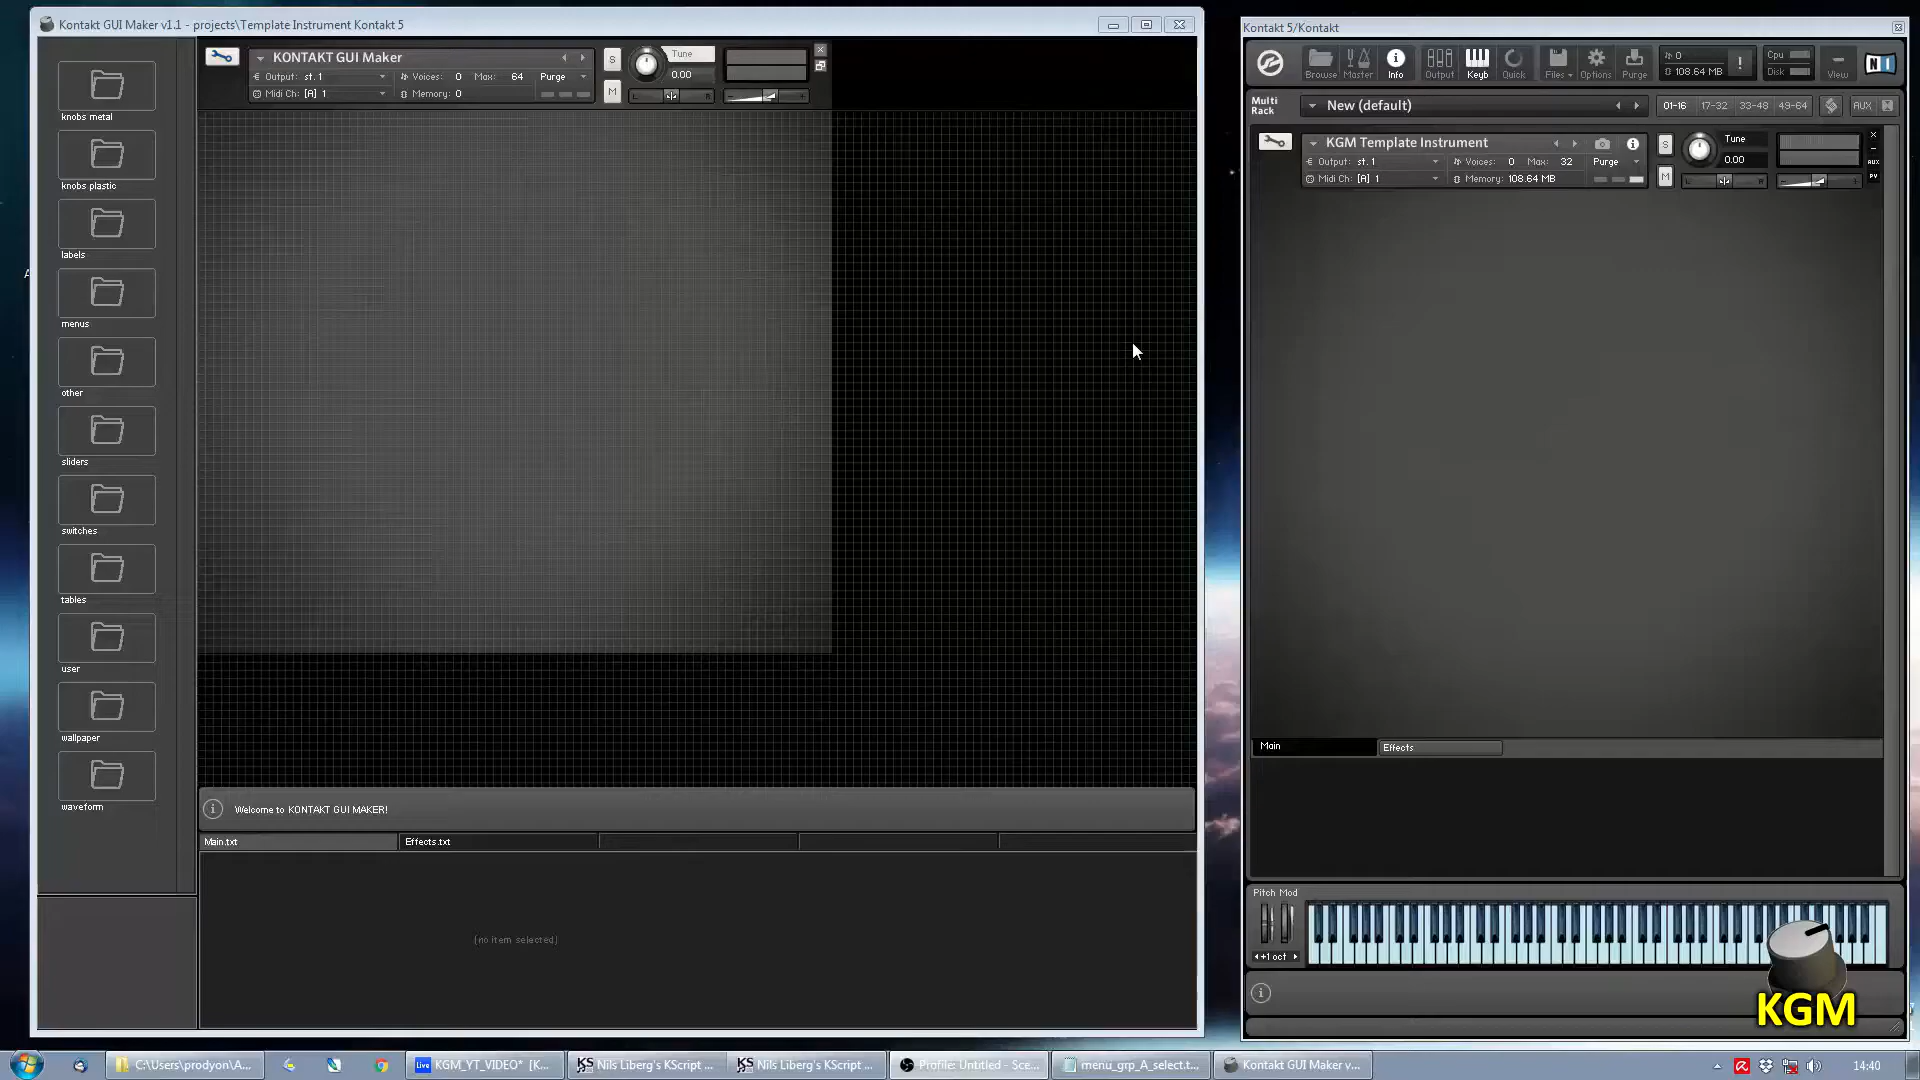 Kontakt GUI Maker v1.1 - projects\Template Instrument Kontakt 5
knobs metal
knobs plastic
labels
menus
other
sliders
switches
tables
user
wallpaper
waveform
KONTAKT GUI Maker
Output: st. 1
Voices: 0 Max: 64 Purge
Midi Ch: [A] 1
Memory: 0
S
M
Tune
0.00
L R
Welcome to KONTAKT GUI MAKER!
Main.txt
Effects.txt
[no item selected]
Kontakt 5/Kontakt
Browse
Master
Info
Output
Keyb
Quick
Files
Options
Purge
0
108.64 MB
!
Cpu
Disk
View
NI
Multi
Rack
New (default)
01-16
17-32
33-48
49-64
AUX
KGM Template Instrument
Output: st. 1
Voices: 0 Max: 32 Purge
Midi Ch: [A] 1
Memory: 108.64 MB
S
M
Tune
0.00
AUX
PV
Main
Effects
Pitch Mod
+1 oct
KGM
C:\Users\prodyon\A...
Live KGM_YT_VIDEO* [K...
KS Nils Liberg's KScript ...
KS Nils Liberg's KScript ...
Profile: Untitled - Sce...
menu_grp_A_select.t...
Kontakt GUI Maker v...
14:40